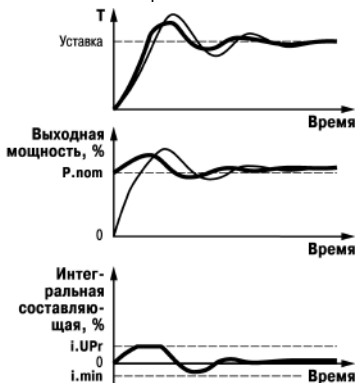 T
Уставка
Время
Выходная
мощность, %
P.nom
0
Время
Интег-
ральная
составляю-
щая, %
i.UPr
0
i.min
Время